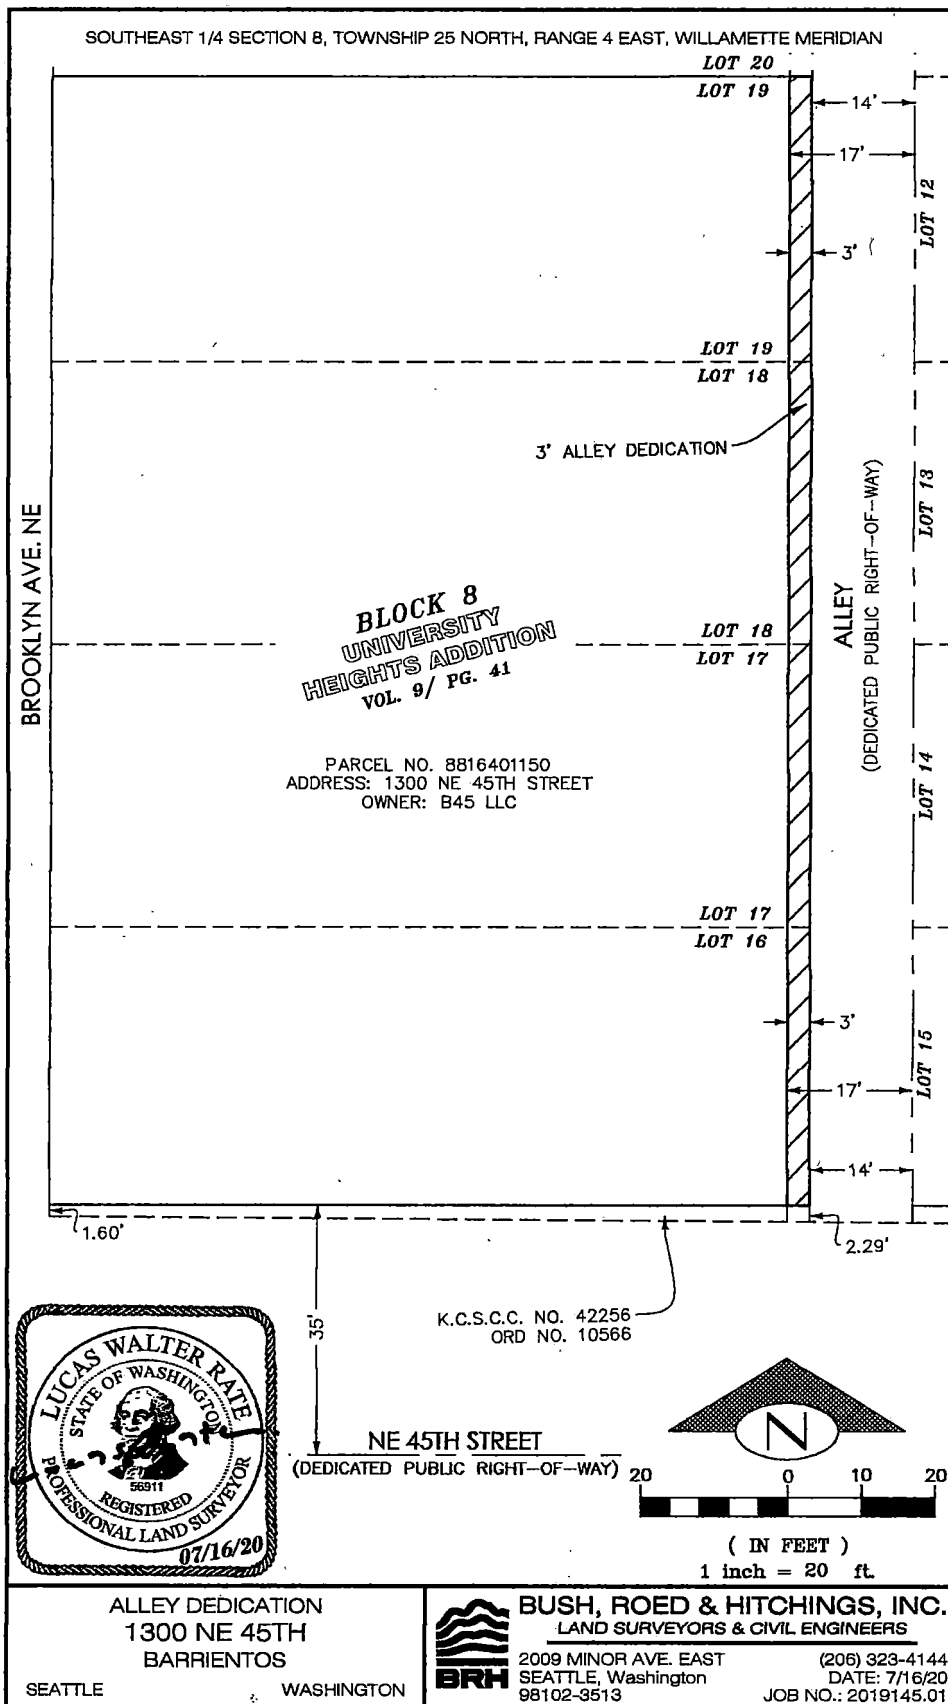 SOUTHEAST 1/4 SECTION 8, TOWNSHIP 25 NORTH, RANGE 4 EAST, WILLAMETTE MERIDIAN
LOT 20
LOT 19
14'
17'
LOT 12
3'
LOT 19
LOT 18
3' ALLEY DEDICATION
LOT 13
ALLEY
(DEDICATED PUBLIC RIGHT-OF-WAY)
BROOKLYN AVE. NE
BLOCK 8
UNIVERSITY
HEIGHTS ADDITION
VOL. 9/ PG. 41
LOT 18
LOT 17
PARCEL NO. 8816401150
ADDRESS: 1300 NE 45TH STREET
OWNER: B45 LLC
LOT 14
LOT 17
LOT 16
3'
LOT 15
17'
14'
1.60'
2.29'
35'
K.C.S.C.C. NO. 42256
ORD NO. 10566
LUCAS WALTER RATE
STATE OF WASHINGTON
56911
REGISTERED
PROFESSIONAL LAND SURVEYOR
07/16/20
NE 45TH STREET
(DEDICATED PUBLIC RIGHT-OF-WAY)
N
20 0 10 20
( IN FEET )
1 inch = 20 ft.
ALLEY DEDICATION
1300 NE 45TH
BARRIENTOS
SEATTLE WASHINGTON
BRH
BUSH, ROED & HITCHINGS, INC.
LAND SURVEYORS & CIVIL ENGINEERS
2009 MINOR AVE. EAST (206) 323-4144
SEATTLE, Washington DATE: 7/16/20
98102-3513 JOB NO.: 2019145.01